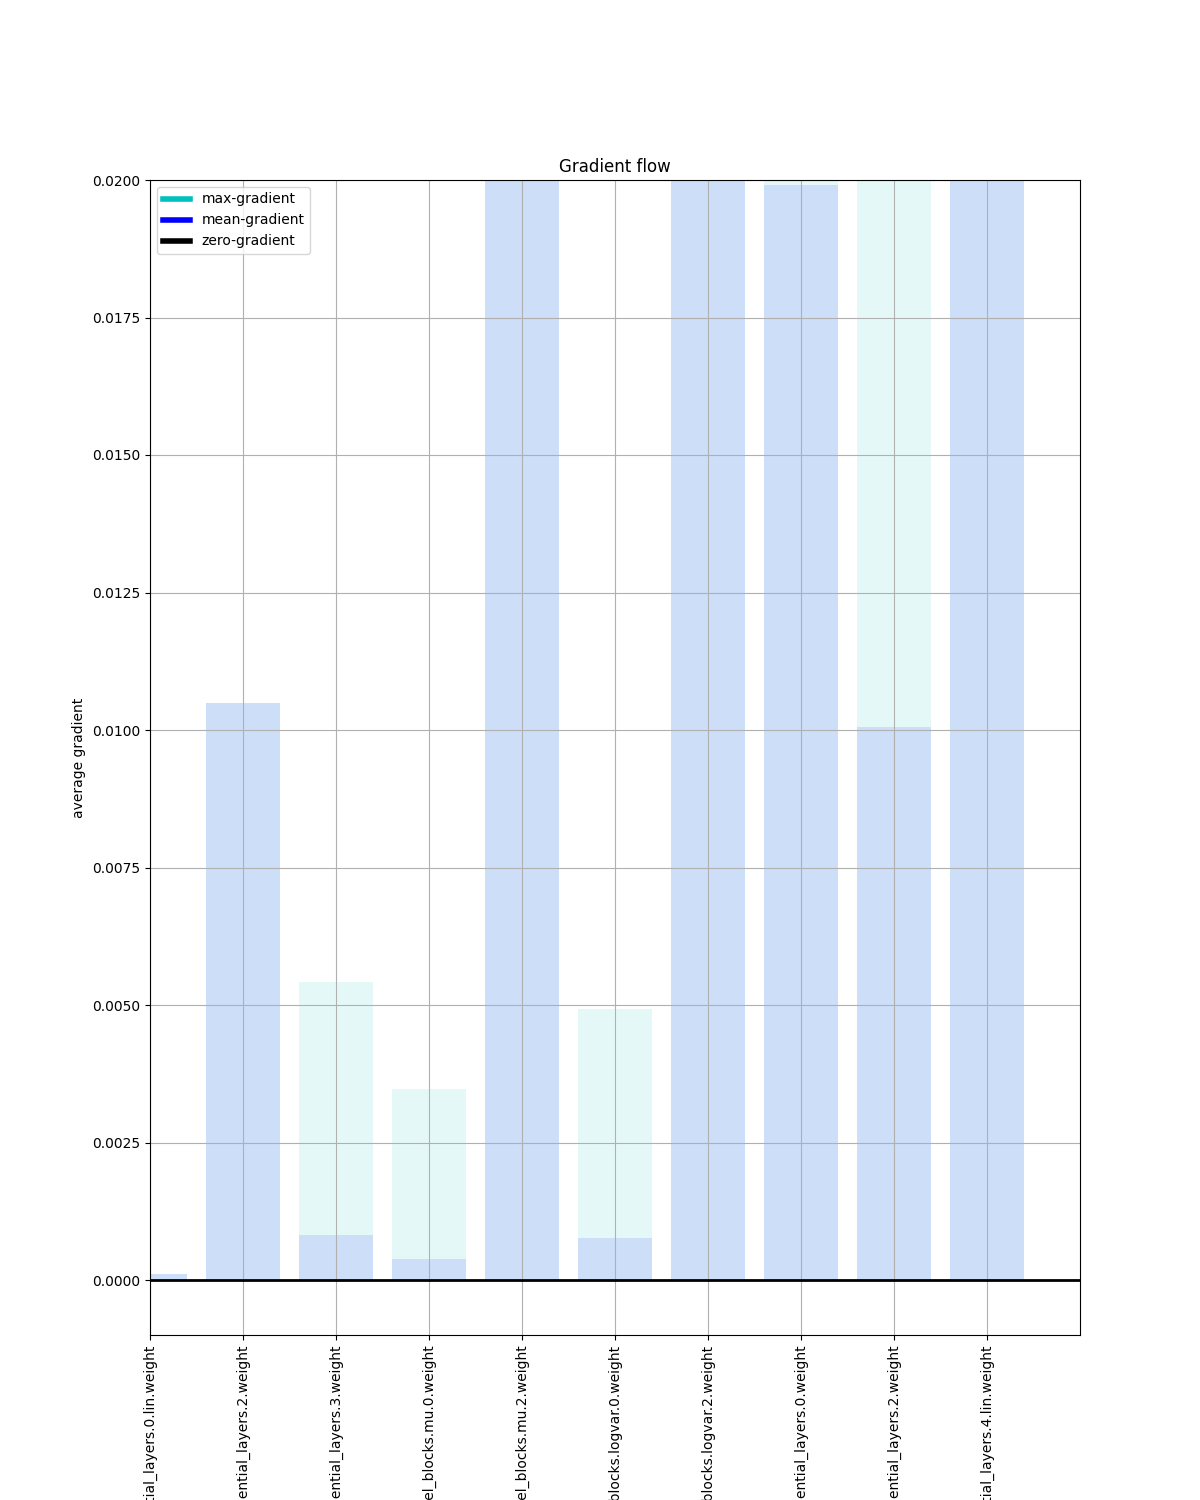 Gradient flow
max-gradient
mean-gradient
zero-gradient
0.0200
0.0175
0.0150
0.0125
0.0100
0.0075
0.0050
0.0025
0.0000
average gradient
tial_layers.0.lin.weight
ential_layers.2.weight
ential_layers.3.weight
el_blocks.mu.0.weight
el_blocks.mu.2.weight
blocks.logvar.0.weight
blocks.logvar.2.weight
ential_layers.0.weight
ential_layers.2.weight
tial_layers.4.lin.weight